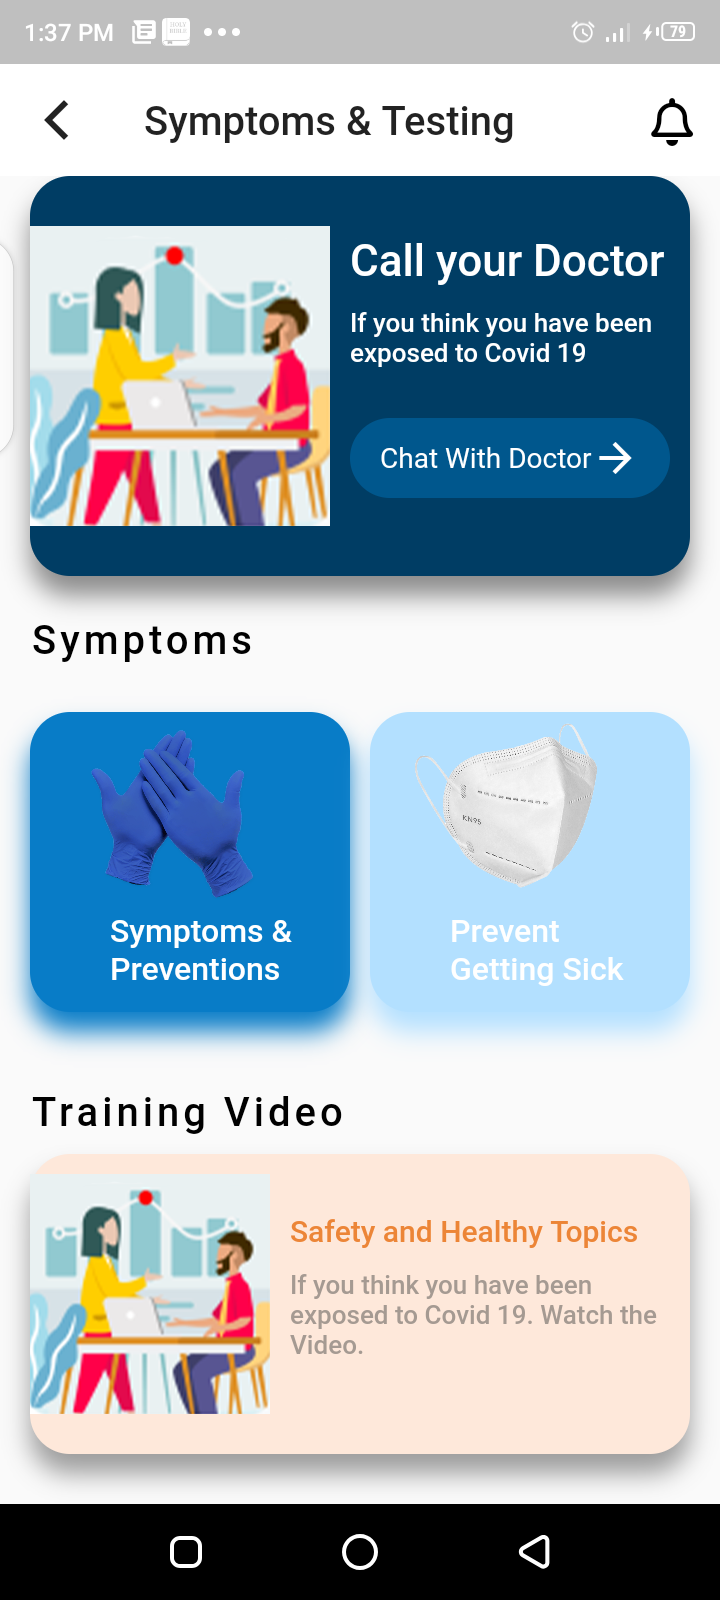 1:37 PM
HOLY
BIBLE
79
Symptoms & Testing
Call your Doctor
If you think you have been
exposed to Covid 19
Chat With Doctor
Symptoms
KN95
Symptoms &
Preventions
Prevent
Getting Sick
Training Video
Safety and Healthy Topics
If you think you have been
exposed to Covid 19. Watch the
Video.